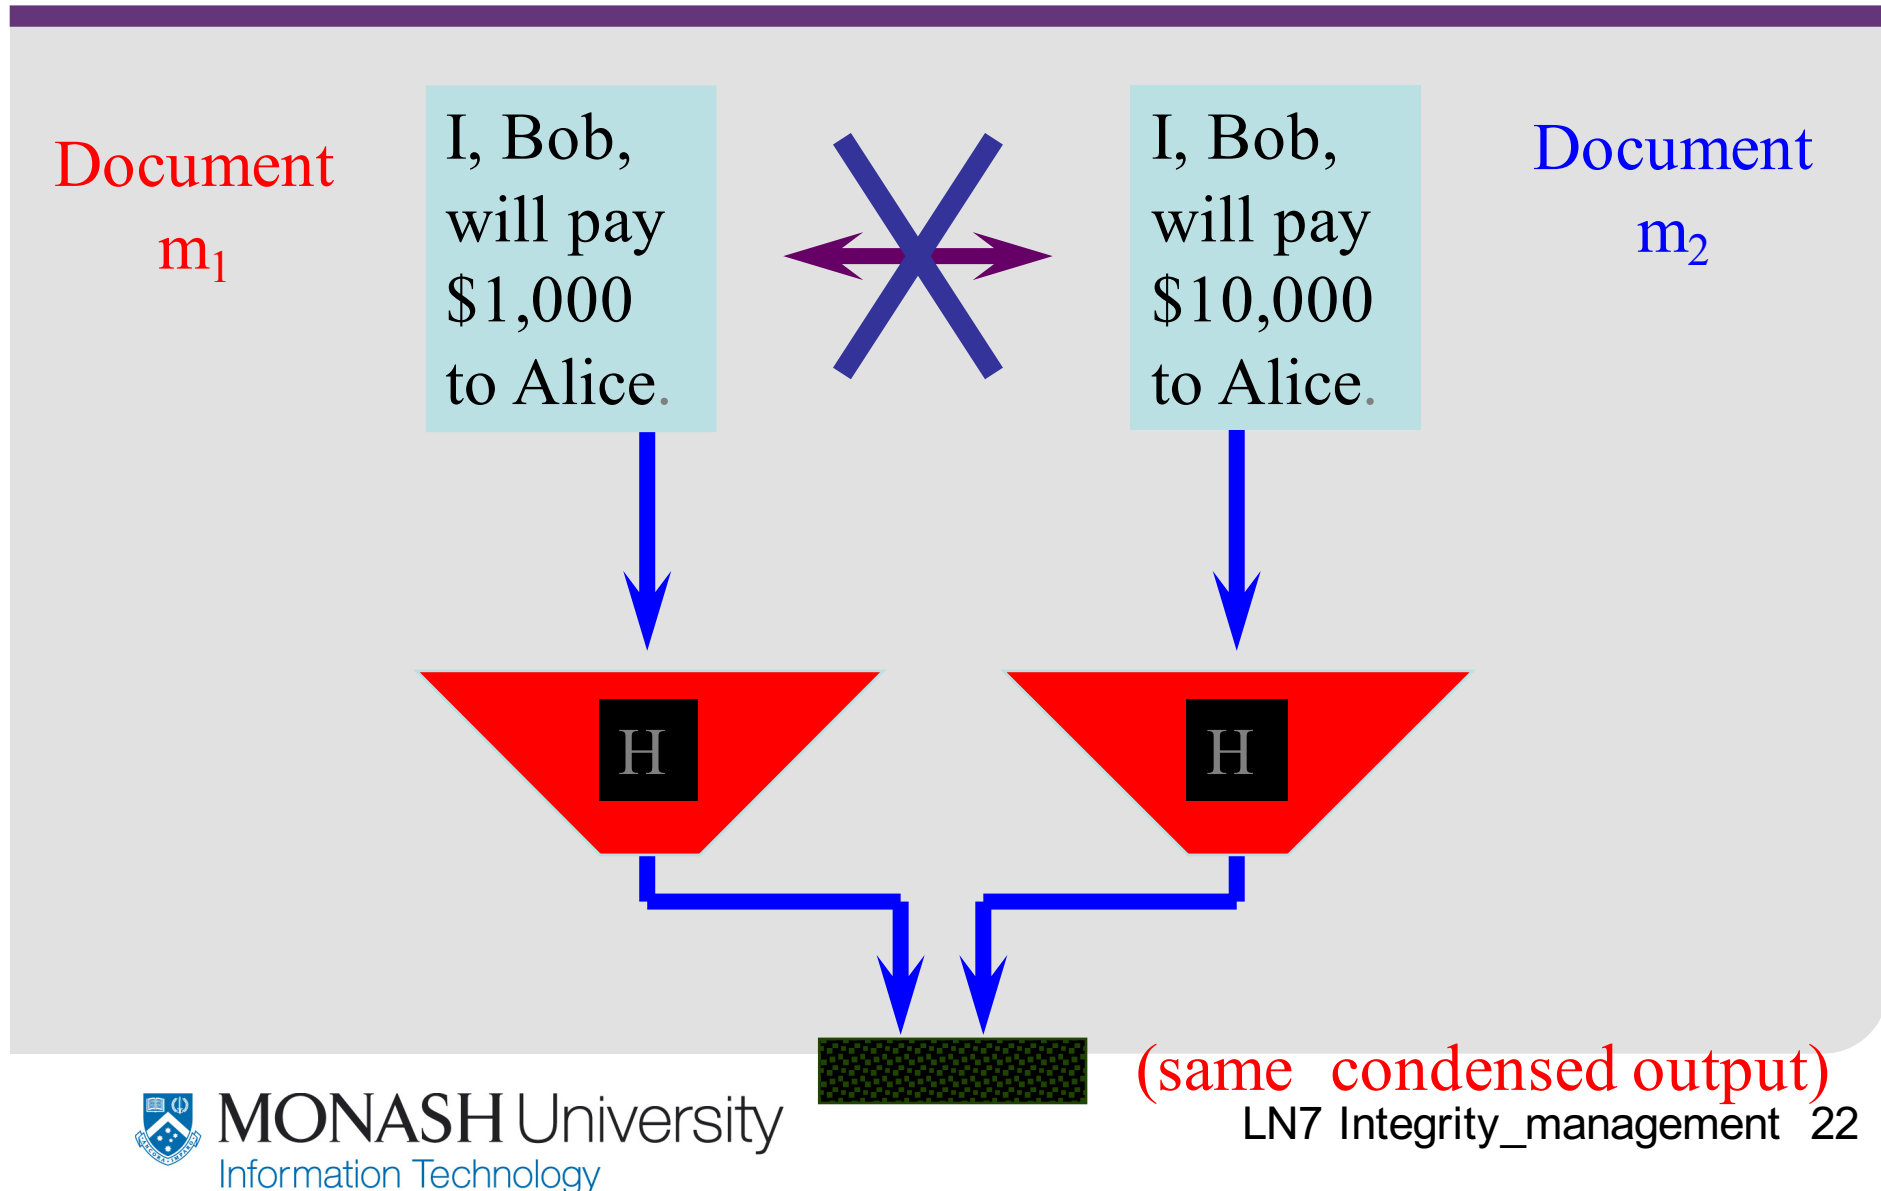 Document
m₁
I, Bob,
will pay
$1,000
to Alice.
I, Bob,
will pay
$10,000
to Alice.
Document
m₂
H
H
(same condensed output)
MONASH University
Information Technology
LN7 Integrity_management 22